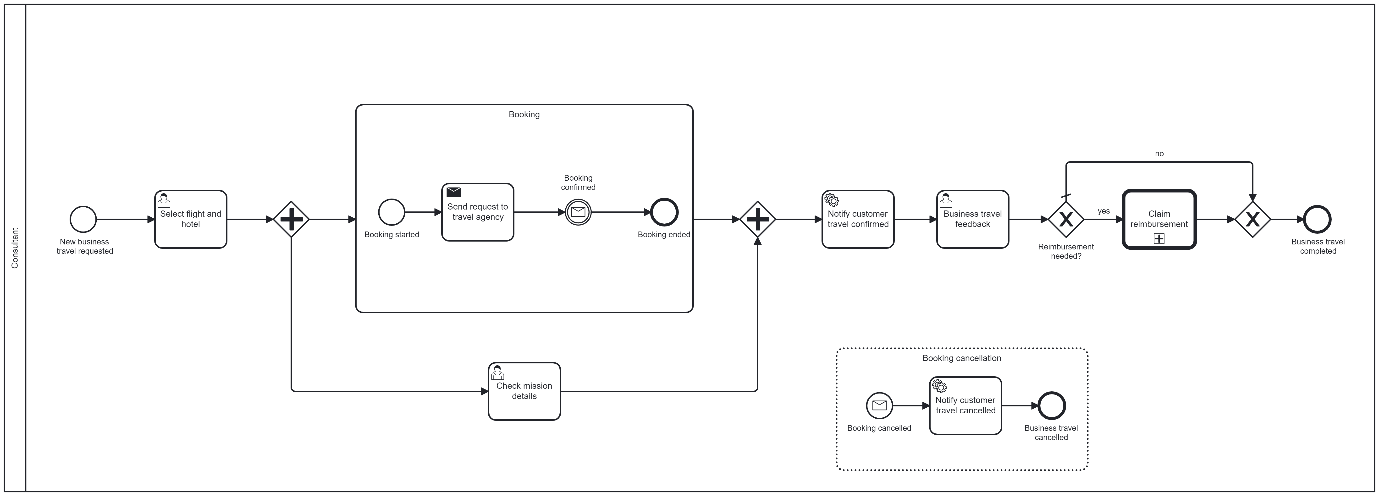 Consultant
New business
travel requested
Select flight and
hotel
Booking
Booking started
Send request to
travel agency
Booking
confirmed
Booking ended
Check mission
details
Notify customer
travel confirmed
Business travel
feedback
Reimbursement
needed?
no
yes
Claim
reimbursement
Business travel
completed
Booking cancellation
Booking cancelled
Notify customer
travel cancelled
Business travel
cancelled